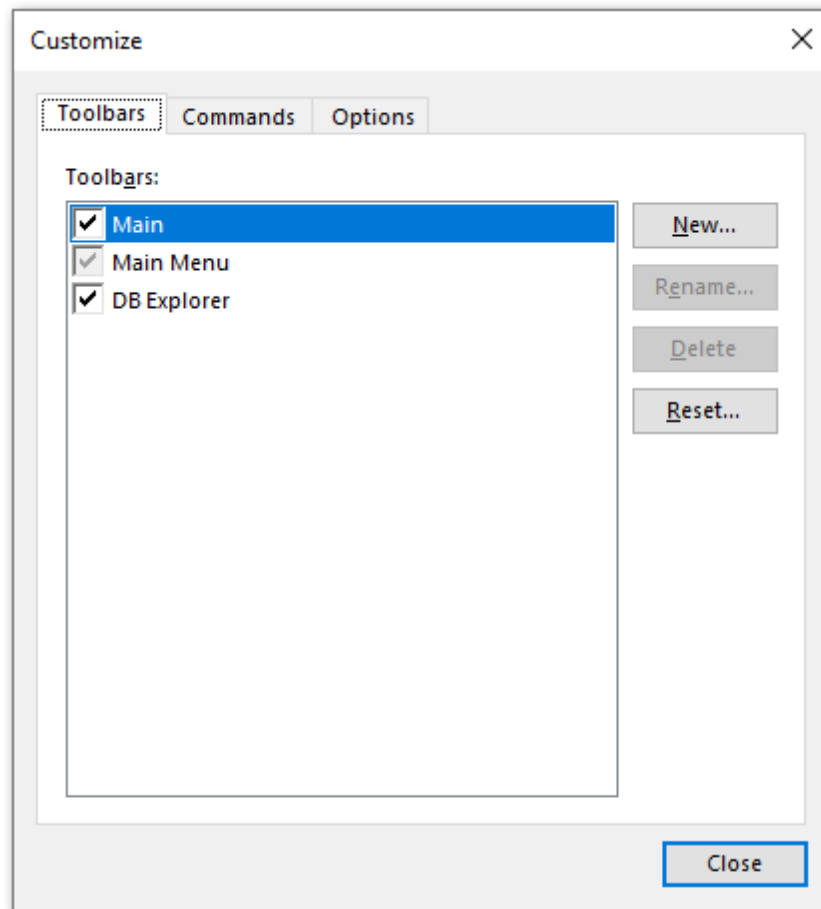 Customize
Toolbars Commands Options
Toolbars:
Main
Main Menu
DB Explorer
New...
Rename...
Delete
Reset...
Close